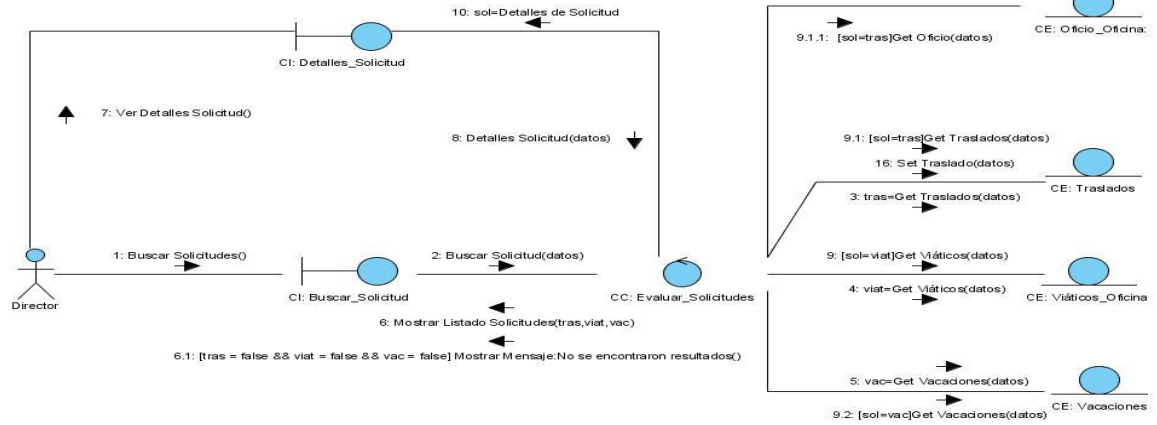 10: sol=Detalles de Solicitud
CI: Detalles_Solicitud
9.1.1: [sol=tras]Get Oficio(datos)
CE: Oficio_Oficina:
7: Ver Detalles Solicitud()
8: Detalles Solicitud(datos)
9.1: [sol=tras]Get Traslados(datos)
16: Set Traslado(datos)
3: tras=Get Traslados(datos)
CE: Traslados
1: Buscar Solicitudes()
2: Buscar Solicitud(datos)
9: [sol=viat]Get Viáticos(datos)
4: viat=Get Viáticos(datos)
Director
CI: Buscar_Solicitud
CC: Evaluar_Solicitudes
CE: Viáticos_Oficina
6: Mostrar Listado Solicitudes(tras,viat,vac)
6.1: [tras = false && viat = false && vac = false] Mostrar Mensaje:No se encontraron resultados()
5: vac=Get Vacaciones(datos)
9.2: [sol=vac]Get Vacaciones(datos)
CE: Vacaciones